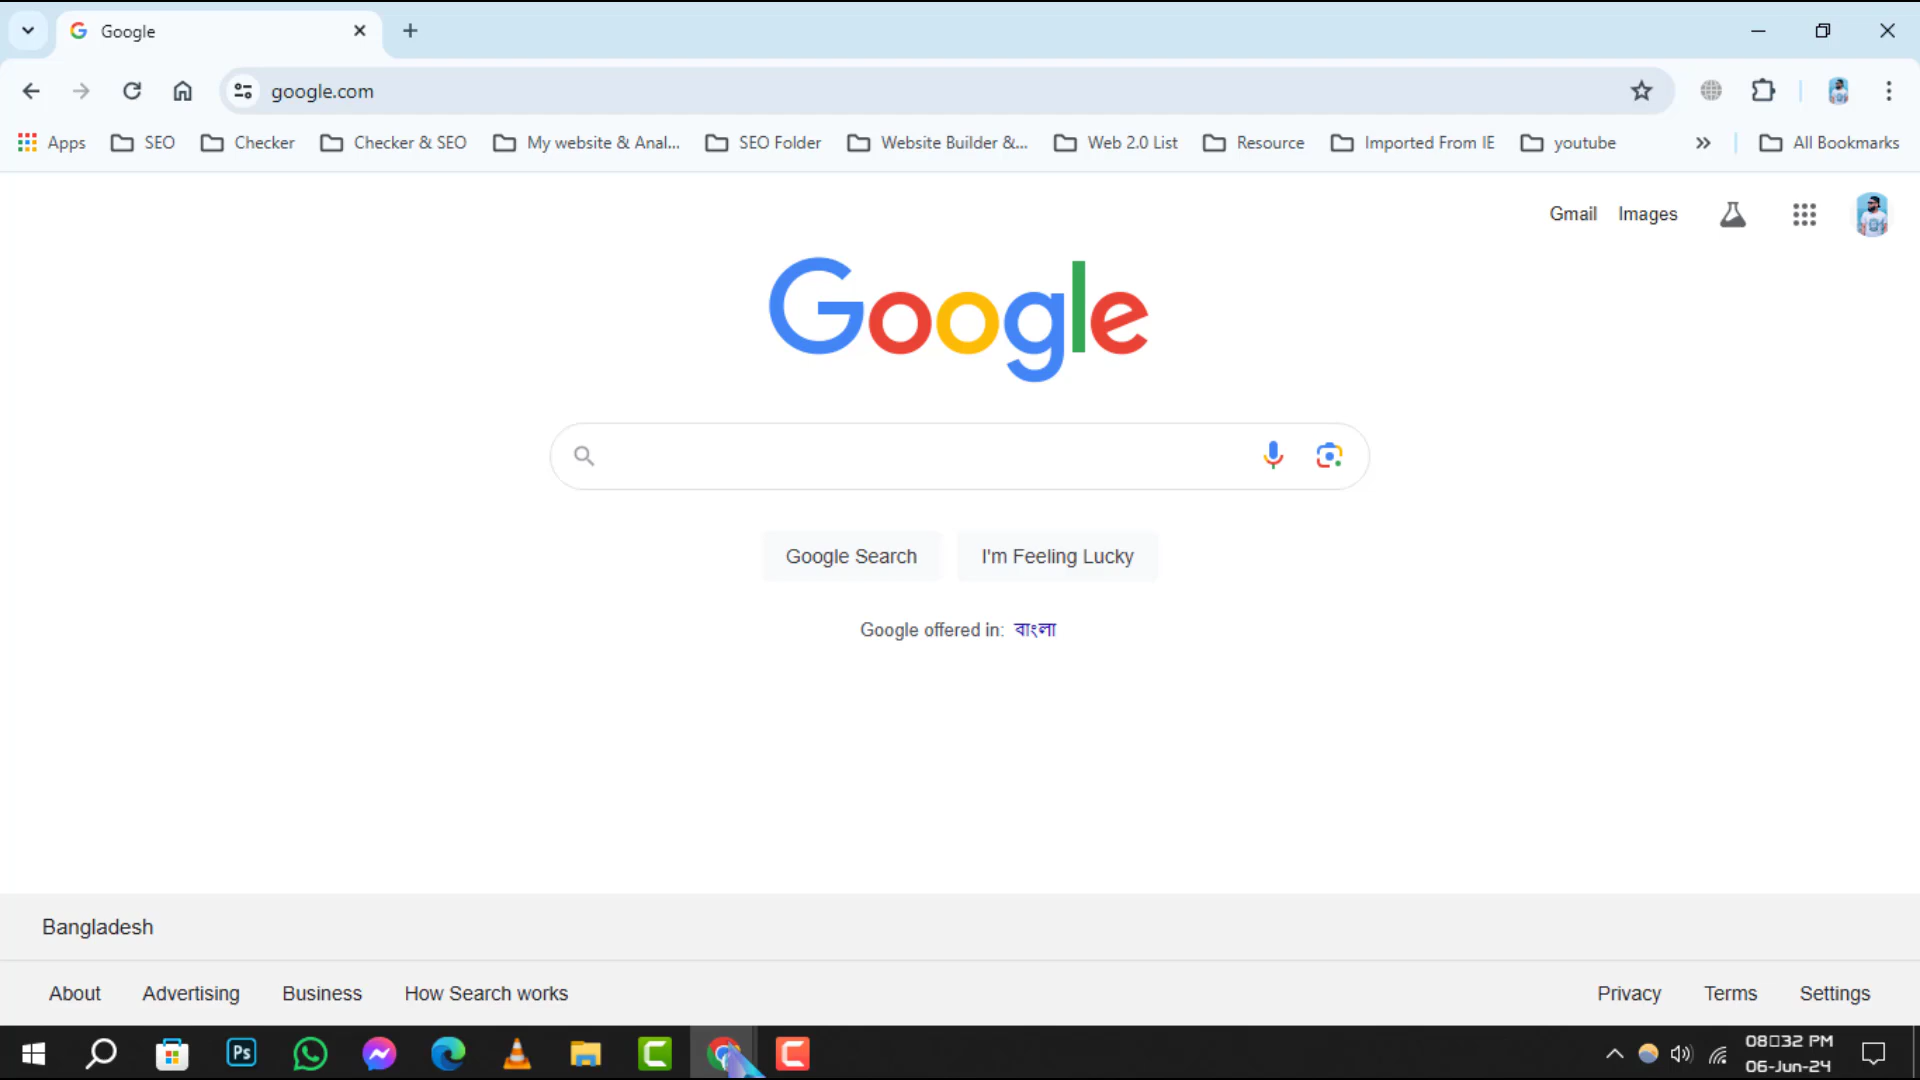 Google
google.com
Apps SEO Checker Checker & SEO My website & Anal... SEO Folder Website Builder &... Web 2.0 List Resource Imported From IE youtube All Bookmarks
Gmail Images
Google
Google Search I'm Feeling Lucky
Google offered in: বাংলা
Bangladesh
About Advertising Business How Search works Privacy Terms Settings
Ps
08□32 PM
06-Jun-24